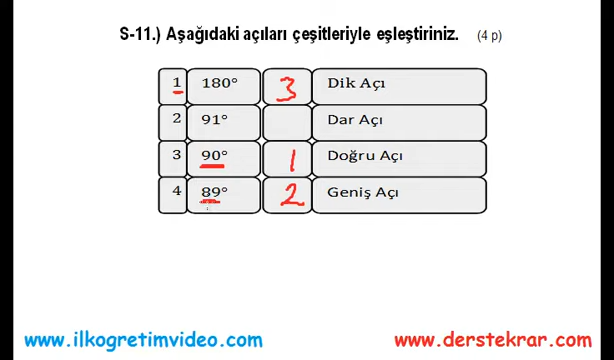 S-11.) Aşağıdaki açıları çeşitleriyle eşleştiriniz. (4 p)
1 180° 3 Dik Açı
2 91° Dar Açı
3 90° 1 Doğru Açı
4 89° 2 Geniş Açı
www.ilkogretimvideo.com www.derstekrar.com